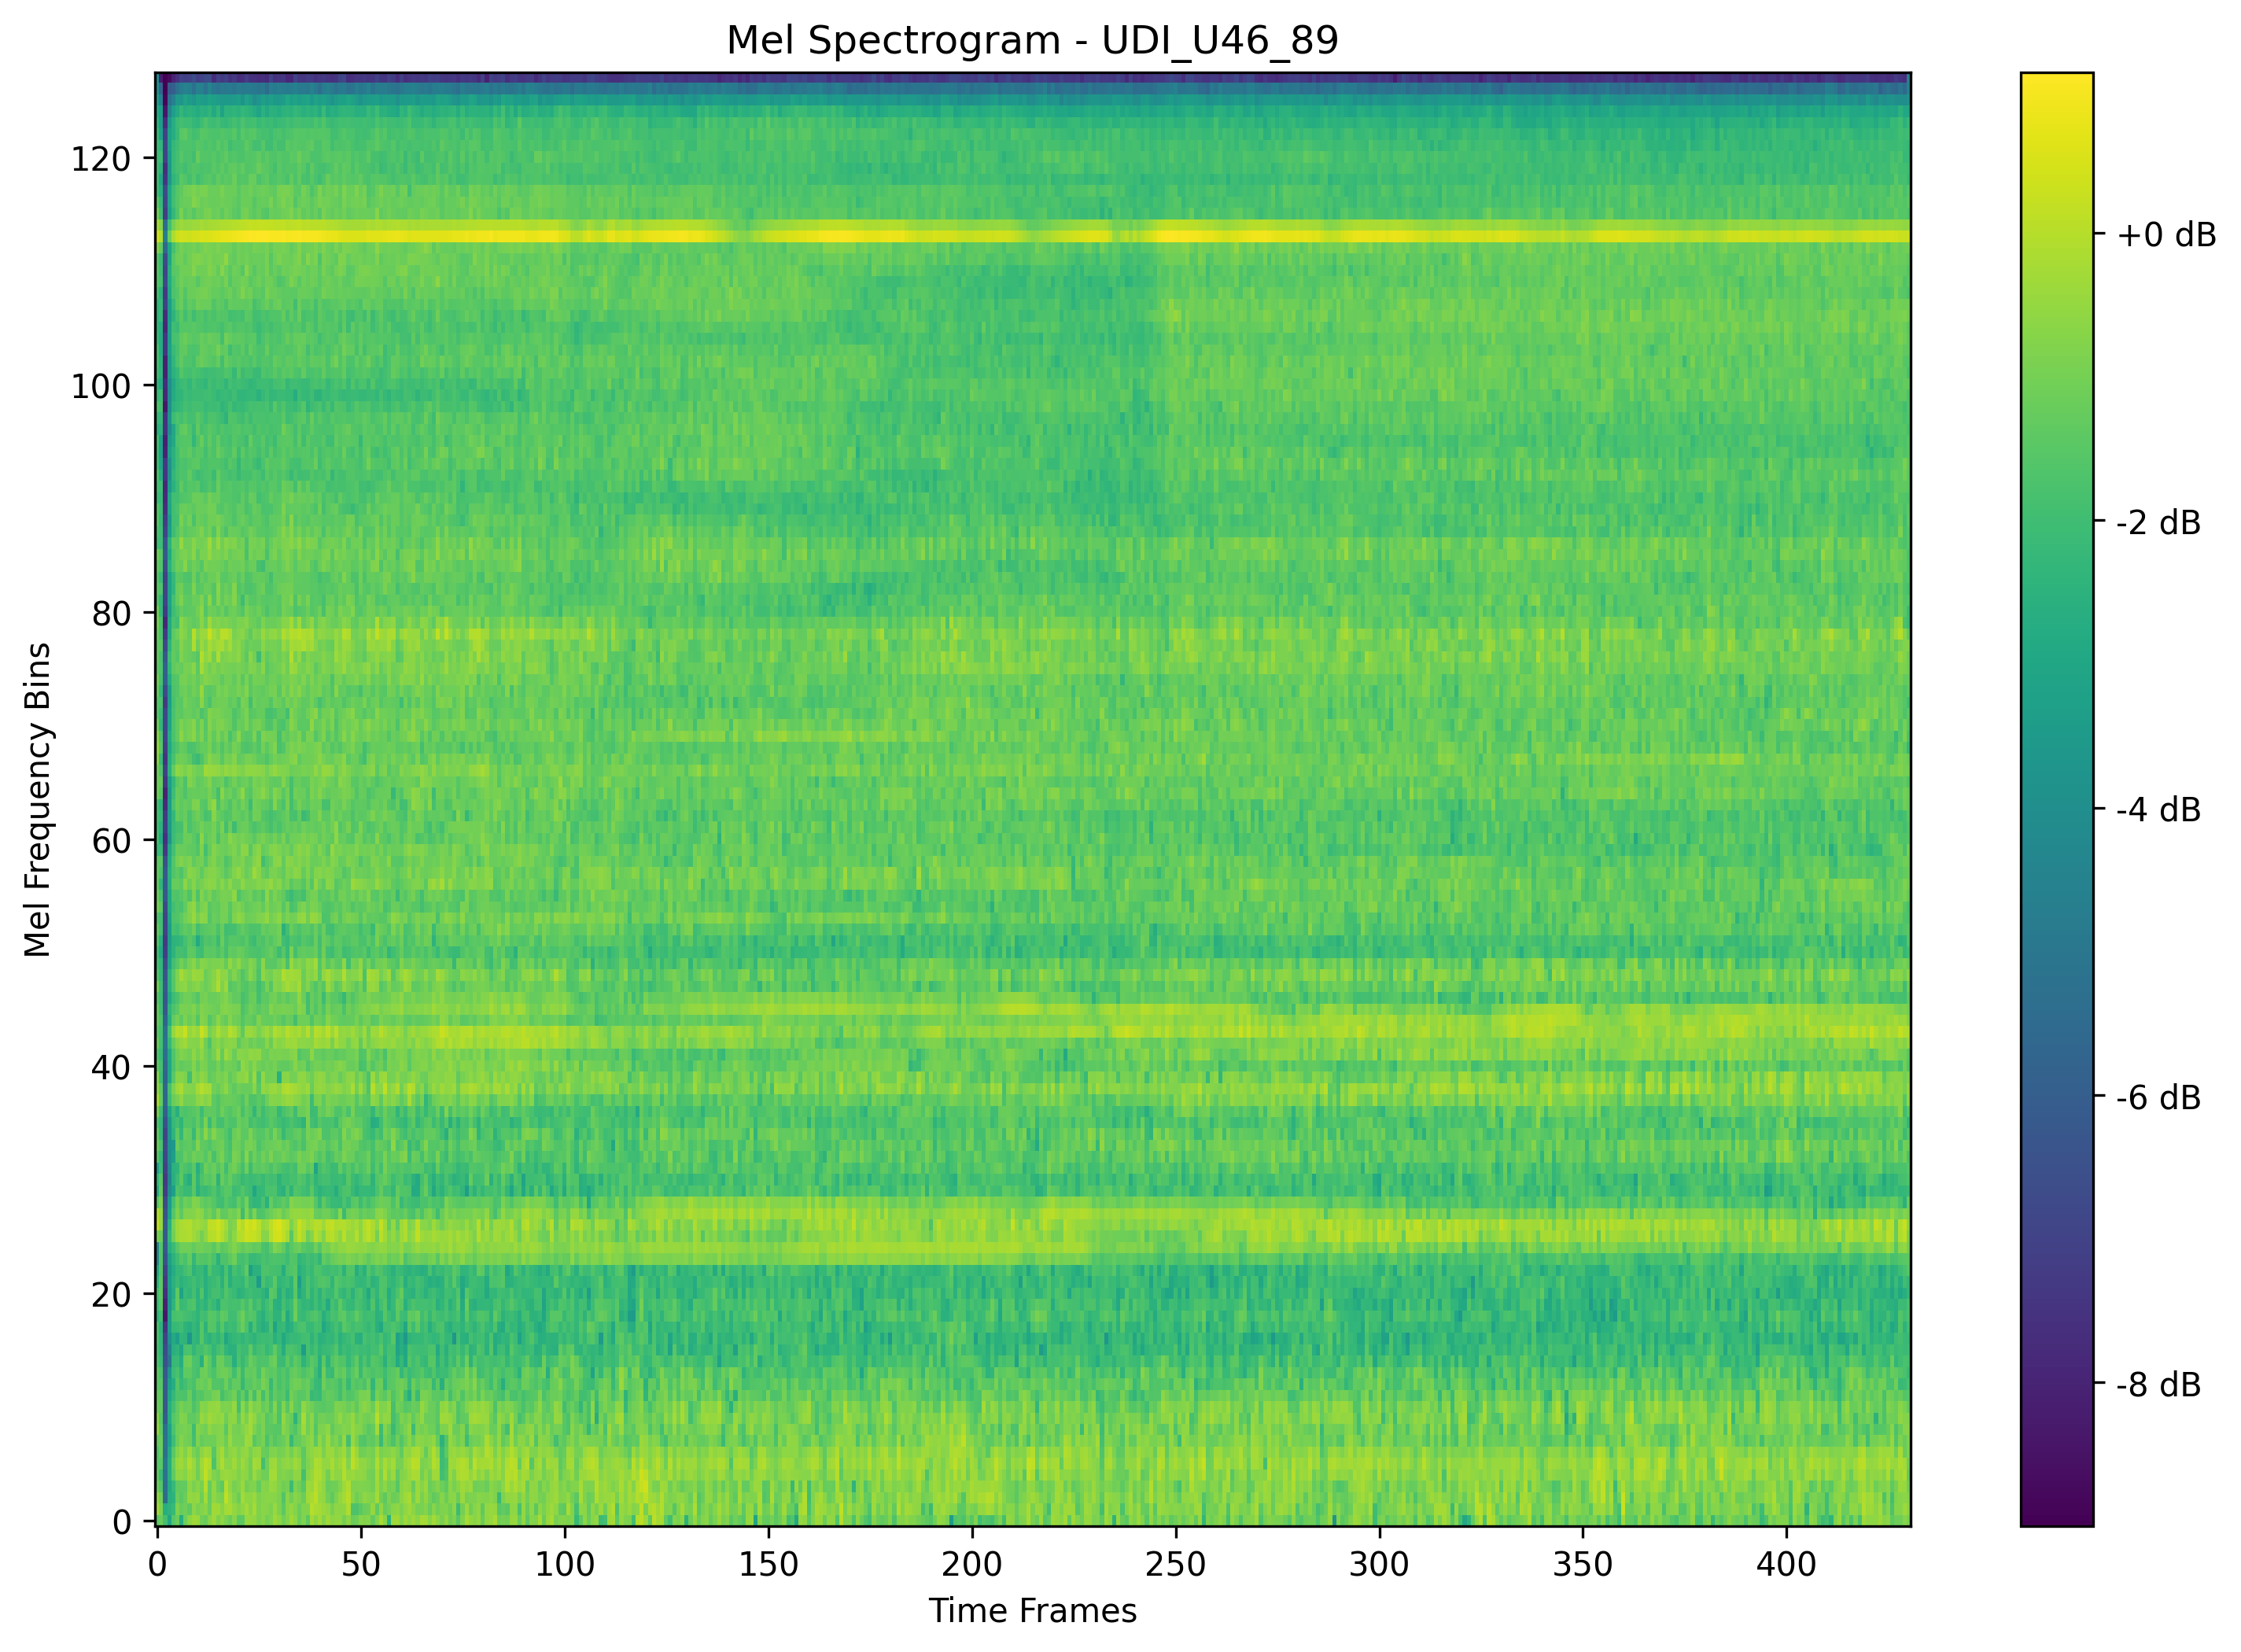 Mel Spectrogram - UDI_U46_89
Mel Frequency Bins
120
100
80
60
40
20
0
0 50 100 150 200 250 300 350 400
Time Frames
+0 dB
-2 dB
-4 dB
-6 dB
-8 dB